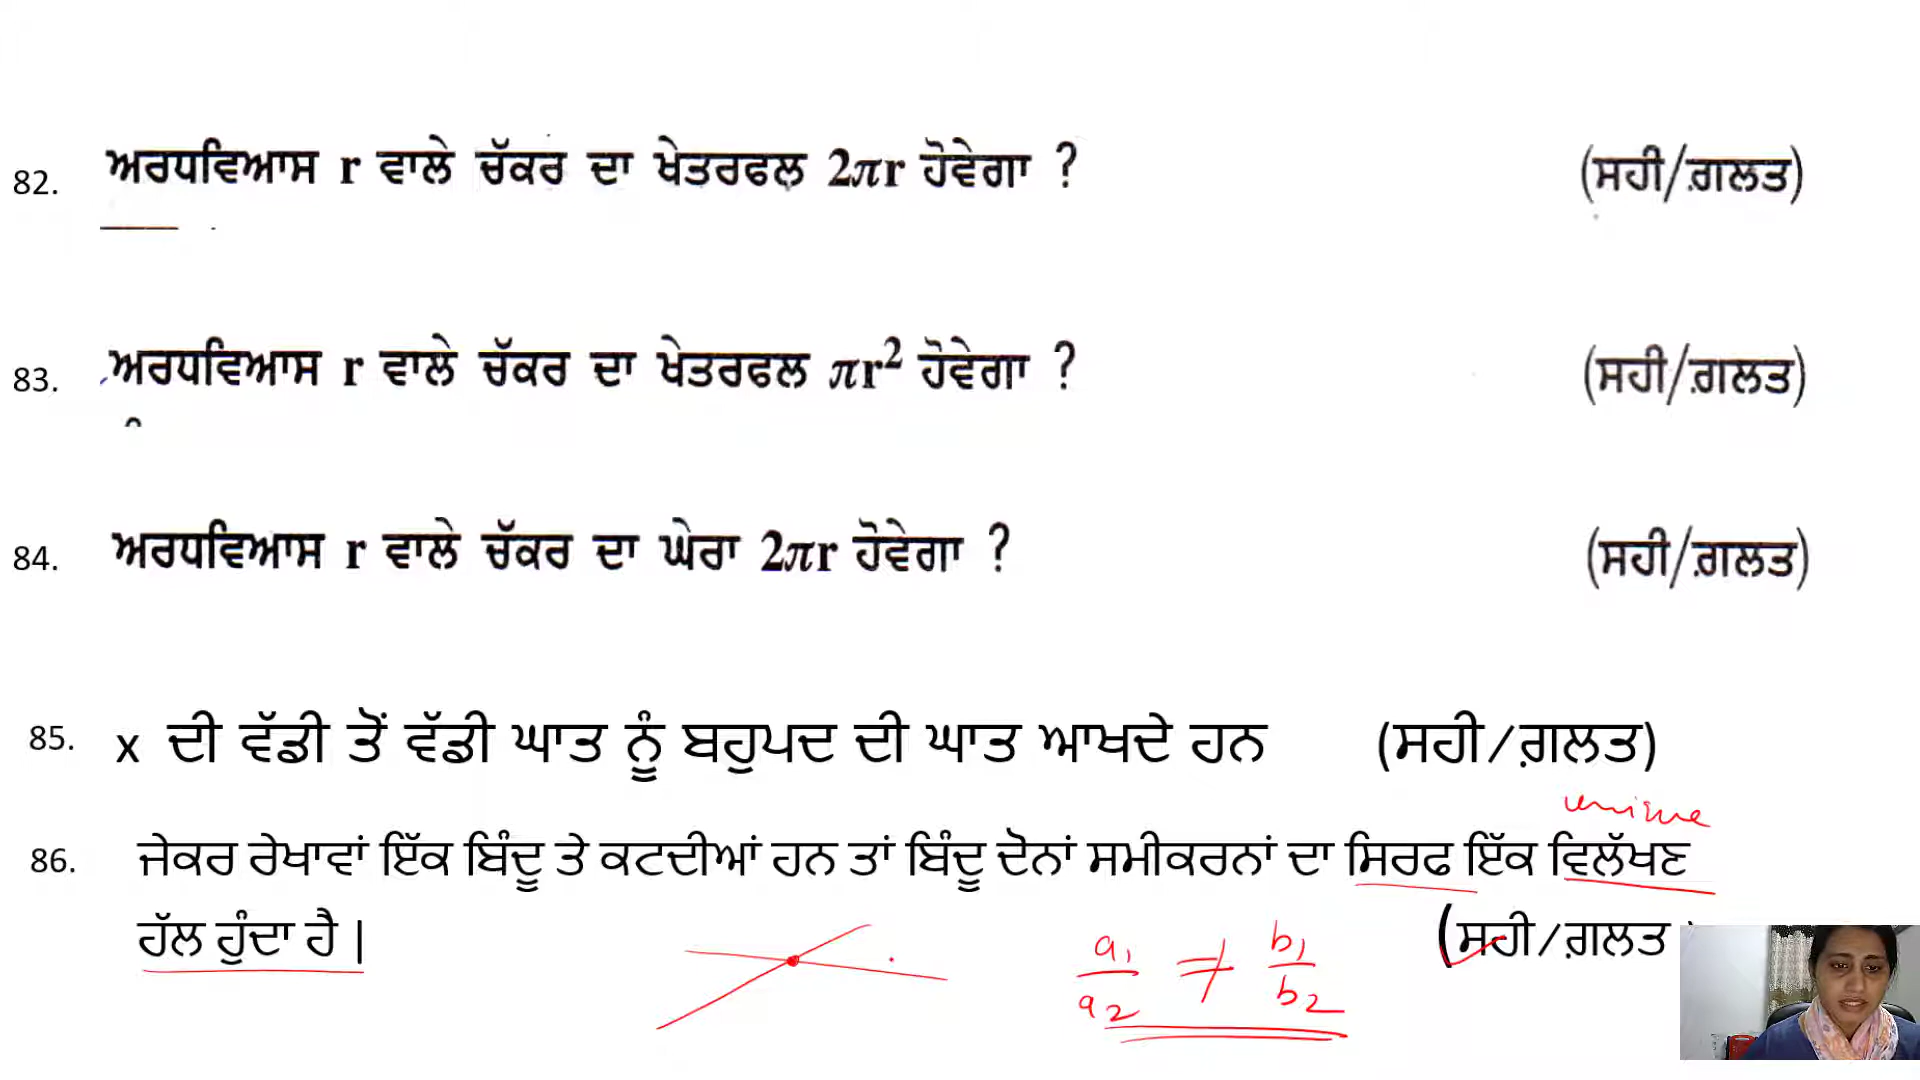 82. ਅਰਧਵਿਆਸ r ਵਾਲੇ ਚੱਕਰ ਦਾ ਖੇਤਰਫਲ 2πr ਹੋਵੇਗਾ ? (ਸਹੀ/ਗ਼ਲਤ)
83. ਅਰਧਵਿਆਸ r ਵਾਲੇ ਚੱਕਰ ਦਾ ਖੇਤਰਫਲ πr² ਹੋਵੇਗਾ ? (ਸਹੀ/ਗ਼ਲਤ)
84. ਅਰਧਵਿਆਸ r ਵਾਲੇ ਚੱਕਰ ਦਾ ਘੇਰਾ 2πr ਹੋਵੇਗਾ ? (ਸਹੀ/ਗ਼ਲਤ)
85. x ਦੀ ਵੱਡੀ ਤੋਂ ਵੱਡੀ ਘਾਤ ਨੂੰ ਬਹੁਪਦ ਦੀ ਘਾਤ ਆਖਦੇ ਹਨ (ਸਹੀ/ਗ਼ਲਤ)
86. ਜੇਕਰ ਰੇਖਾਵਾਂ ਇੱਕ ਬਿੰਦੂ ਤੇ ਕਟਦੀਆਂ ਹਨ ਤਾਂ ਬਿੰਦੂ ਦੋਨਾਂ ਸਮੀਕਰਨਾਂ ਦਾ ਸਿਰਫ ਇੱਕ ਵਿਲੱਖਣ
ਹੱਲ ਹੁੰਦਾ ਹੈ| (ਸਹੀ/ਗ਼ਲਤ
a₁/a₂ ≠ b₁/b₂